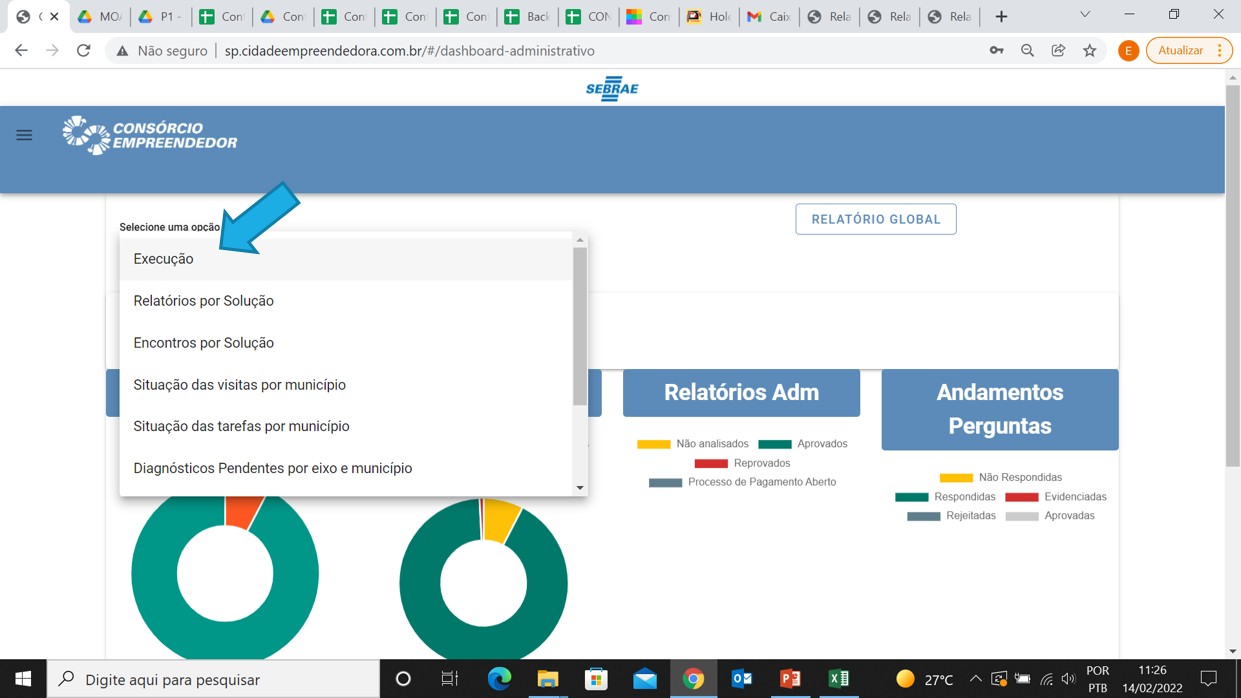 C
MO
P1 -
Con
Con
Con
Con
Con
Back
CON
Con
Hol
Caix
Rela
Rela
Rela
Não seguro
sp.cidadeempreendedora.com.br/#/dashboard-administrativo
E
Atualizar
SEBRAE
CONSÓRCIO
EMPREENDEDOR
Selecione uma opção
RELATÓRIO GLOBAL
Execução
Relatórios por Solução
Encontros por Solução
Situação das visitas por município
Situação das tarefas por município
Diagnósticos Pendentes por eixo e município
Relatórios Adm
Não analisados Aprovados
Reprovados
Processo de Pagamento Aberto
Andamentos
Perguntas
Não Respondidas
Respondidas Evidenciadas
Rejeitadas Aprovadas
Digite aqui para pesquisar
27°C
POR
PTB
11:26
14/02/2022